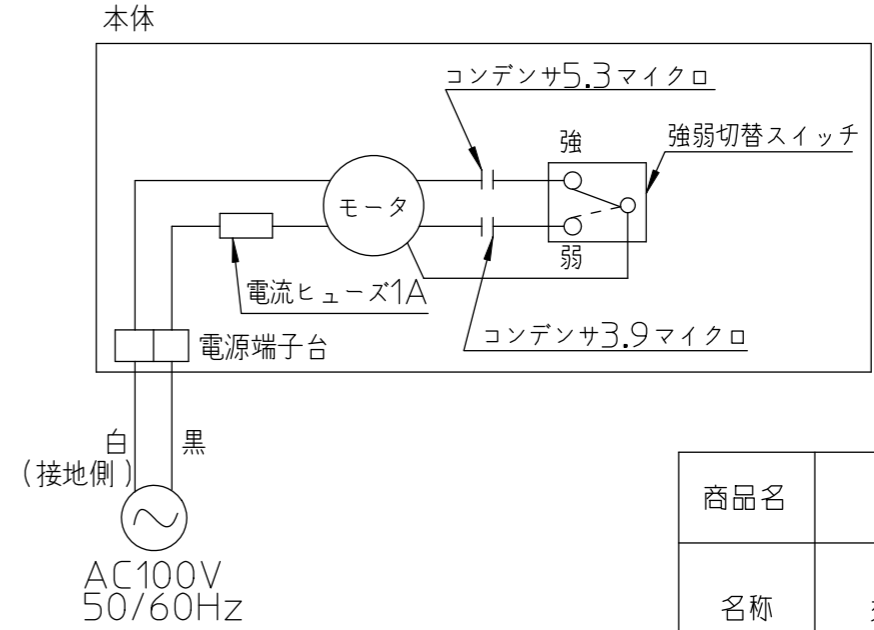 本体
コンデンサ5.3マイクロ
強
強弱切替スイッチ
モータ
弱
電流ヒューズ1A
コンデンサ3.9マイクロ
電源端子台
白
黒
(接地側)
商品名
AC100V
50/60Hz
名称